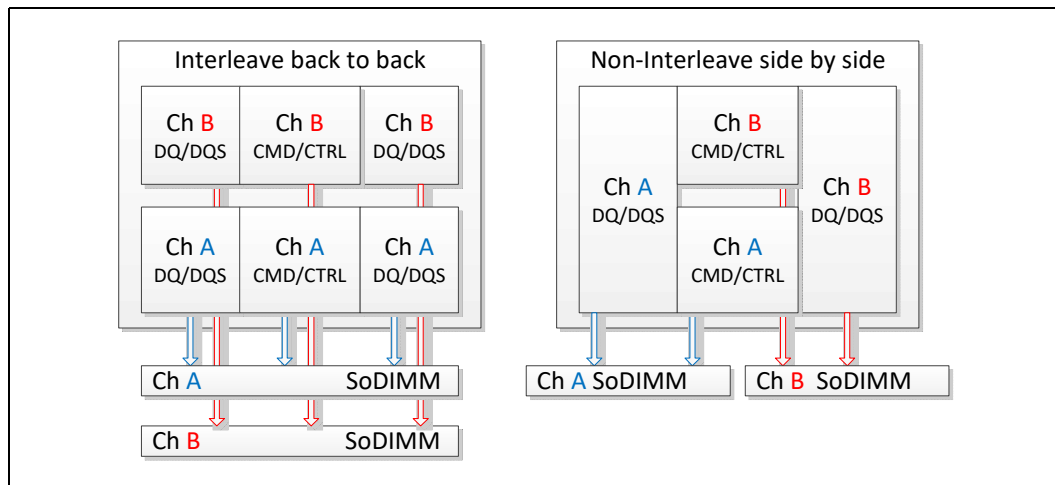 Interleave back to back
Ch B
DQ/DQS
Ch B
CMD/CTRL
Ch B
DQ/DQS
Ch A
DQ/DQS
Ch A
CMD/CTRL
Ch A
DQ/DQS
Ch A SoDIMM
Ch B SoDIMM
Non-Interleave side by side
Ch A
DQ/DQS
Ch B
CMD/CTRL
Ch A
CMD/CTRL
Ch B
DQ/DQS
Ch A SoDIMM
Ch B SoDIMM